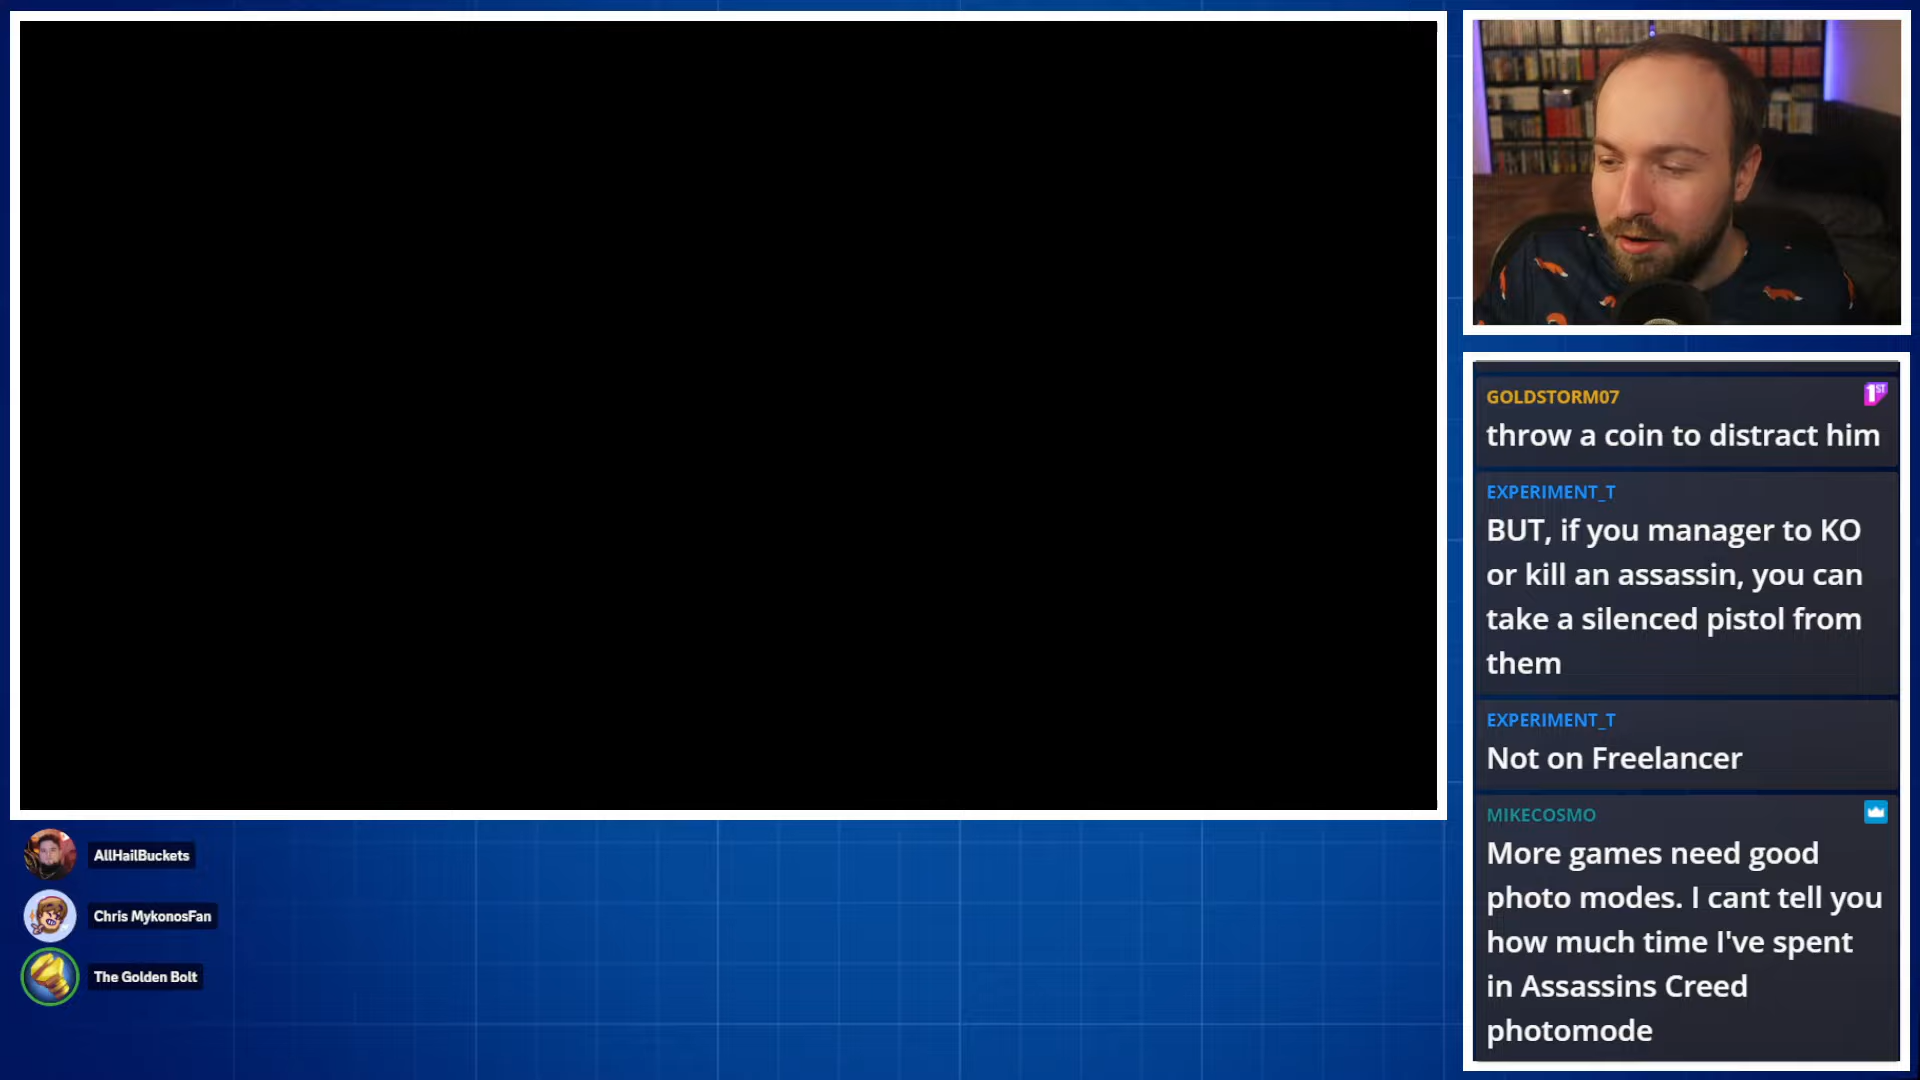 GOLDSTORM07
1ST
throw a coin to distract him
EXPERIMENT_T
BUT, if you manager to KO
or kill an assassin, you can
take a silenced pistol from
them
EXPERIMENT_T
Not on Freelancer
MIKECOSMO
More games need good
photo modes. I cant tell you
how much time I've spent
in Assassins Creed
photomode
AllHailBuckets
Chris MykonosFan
The Golden Bolt